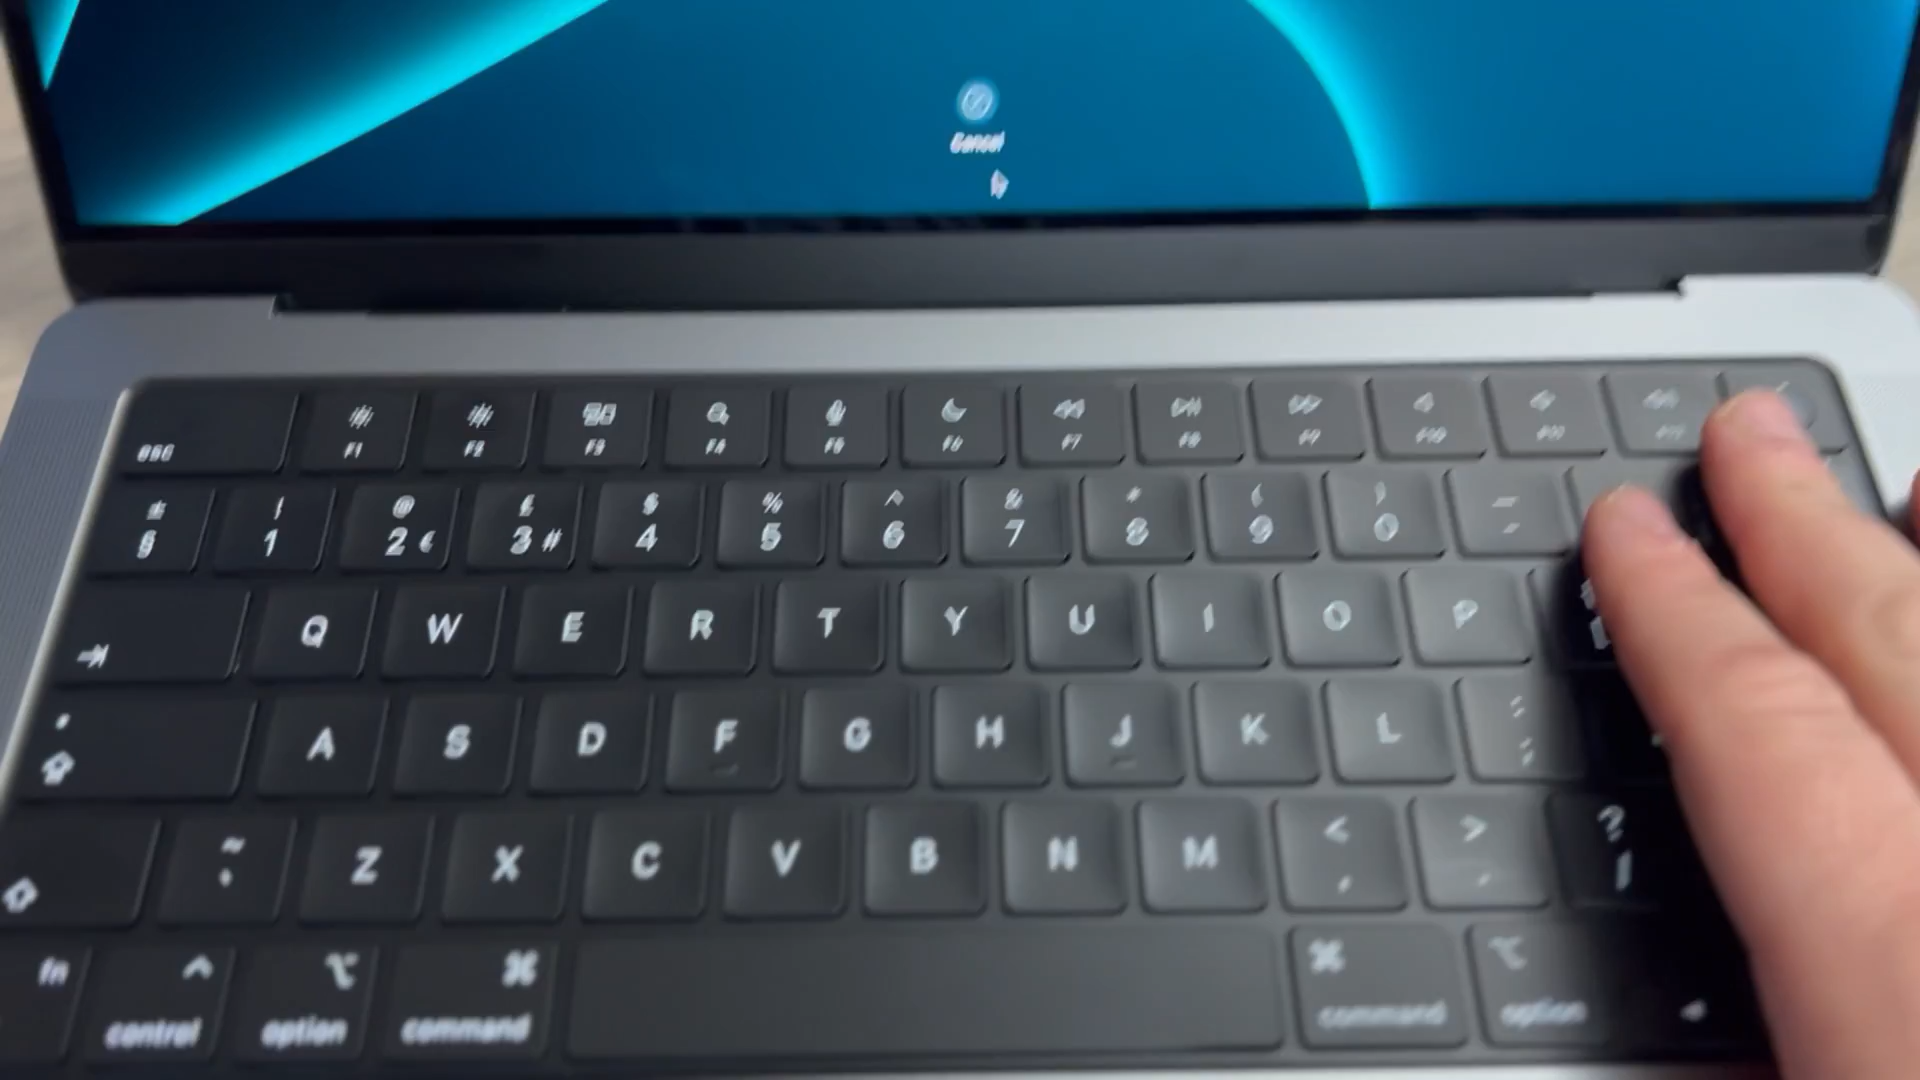 Cancel
esc F1 F2 F3 F4 F5 F6 F7 F8 F9 F10 F11 F12
± ! @ £ $ % ^ & * ( ) _
§ 1 2 € 3 # 4 5 6 7 8 9 0 -
Q W E R T Y U I O P
A S D F G H J K L : ;
~ Z X C V B N M < , > . ? /
fn control option command command option